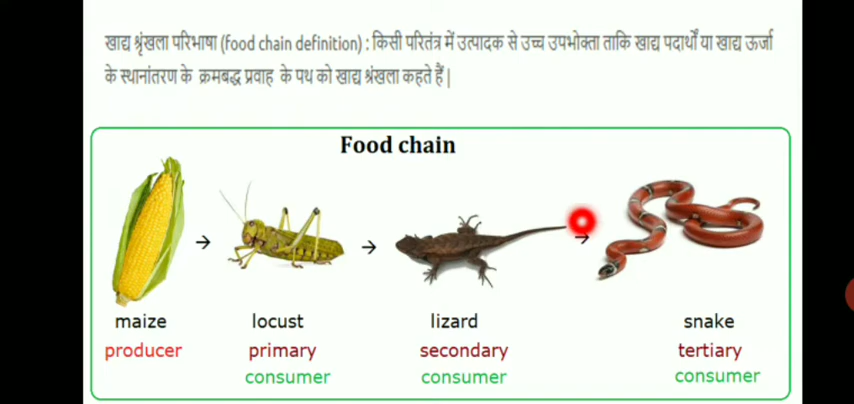 खाद्य श्रृंखला परिभाषा (food chain definition) : किसी परितंत्र में उत्पादक से उच्च उपभोक्ता ताकि खाद्य पदार्थों या खाद्य ऊर्जा
के स्थानांतरण के क्रमबद्ध प्रवाह के पथ को खाद्य श्रंखला कहते हैं |
Food chain
maize locust lizard snake
producer primary secondary tertiary
consumer consumer consumer